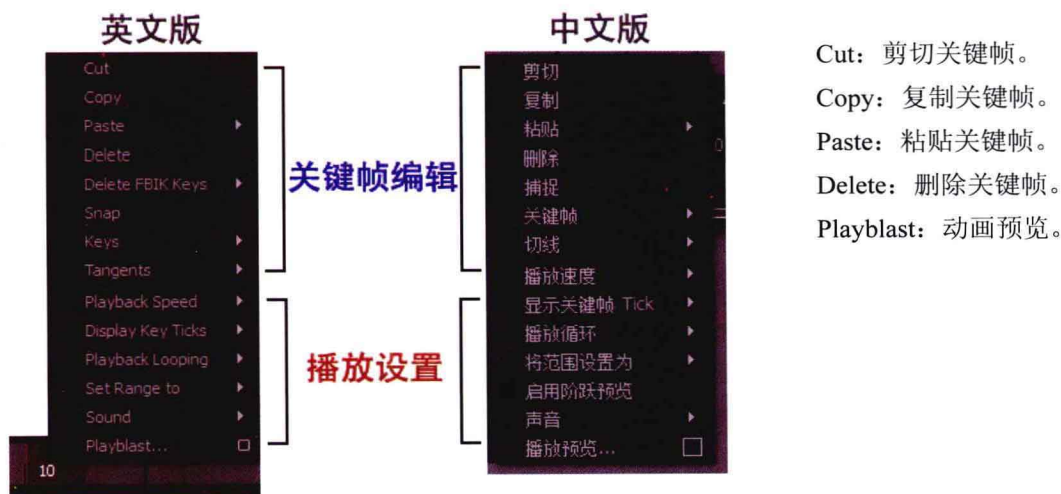 英文版
Cut
Copy
Paste
Delete
Delete FBIK Keys
Snap
Keys
Tangents
Playback Speed
Display Key Ticks
Playback Looping
Set Range to
Sound
Playblast...
10
关键帧编辑
播放设置
中文版
剪切
复制
粘贴
删除
捕捉
关键帧
切线
播放速度
显示关键帧 Tick
播放循环
将范围设置为
启用阶跃预览
声音
播放预览...
Cut：剪切关键帧。
Copy：复制关键帧。
Paste：粘贴关键帧。
Delete：删除关键帧。
Playblast：动画预览。